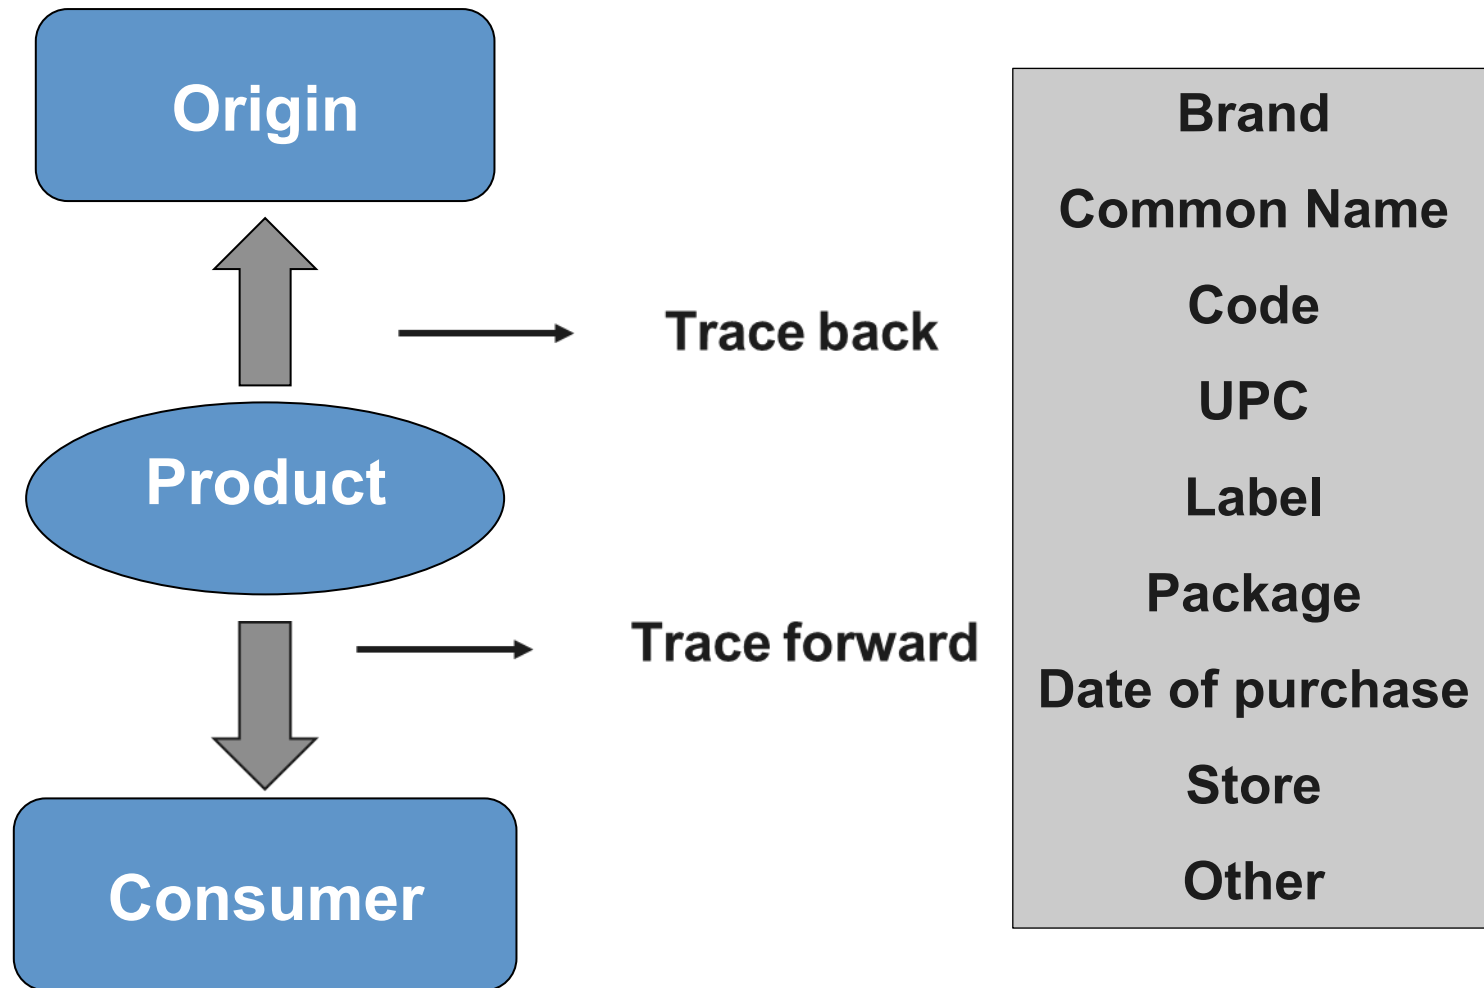 Origin
Trace back
Product
Trace forward
Consumer
Brand
Common Name
Code
UPC
Label
Package
Date of purchase
Store
Other